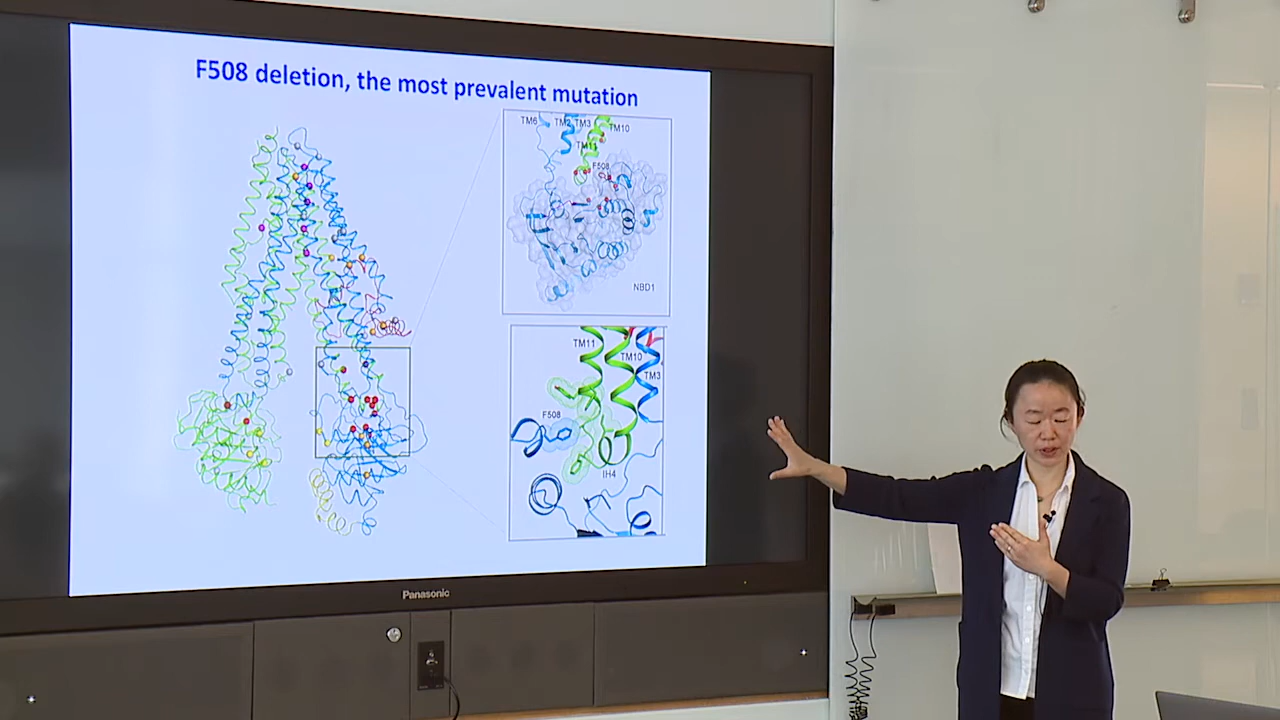 F508 deletion, the most prevalent mutation
TM6
TM2
TM3
TM10
TM11
F508
NBD1
TM11
TM10
TM3
F508
IH4
Panasonic